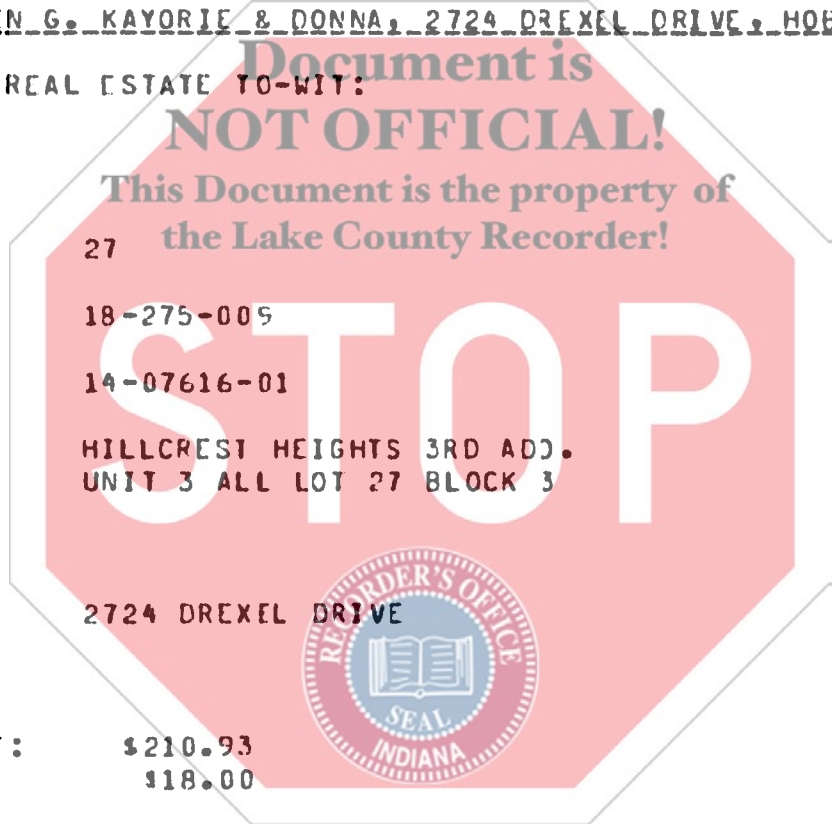 G. KAYORIE & DONNA, 2724 DREXEL DRIVE,
REAL ESTATE TO-WIT:
Document is
NOT OFFICIAL!
This Document is the property of
the Lake County Recorder!
27
18-275-005
14-07616-01
HILLCREST HEIGHTS 3RD ADD.
UNIT 3 ALL LOT 27 BLOCK 3
STOP
2724 DREXEL DRIVE
RECORDER'S OFFICE
SEAL
INDIANA
$210.93
$18.00